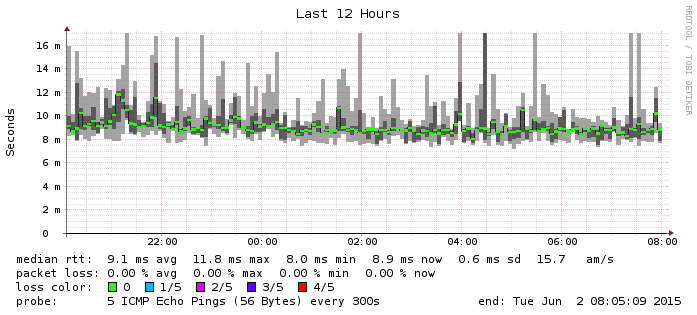 Last 12 Hours
RRDTOOL / TOBI OETIKER
Seconds
16 m
14 m
12 m
10 m
8 m
6 m
4 m
2 m
0
22:00 00:00 02:00 04:00 06:00 08:00
median rtt: 9.1 ms avg 11.8 ms max 8.0 ms min 8.9 ms now 0.6 ms sd 15.7 am/s
packet loss: 0.00 % avg 0.00 % max 0.00 % min 0.00 % now
loss color: 0 1/5 2/5 3/5 4/5
probe: 5 ICMP Echo Pings (56 Bytes) every 300s end: Tue Jun 2 08:05:09 2015